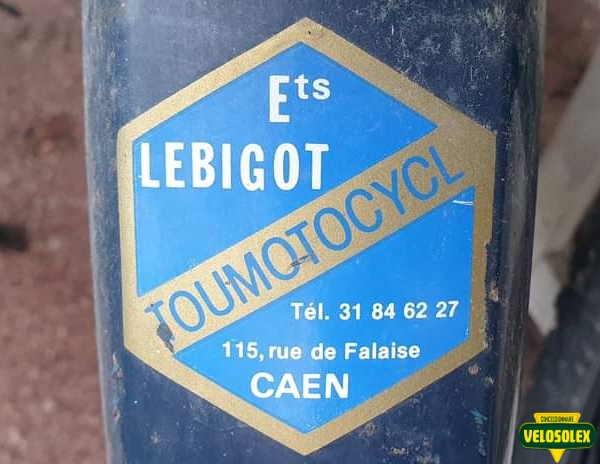 Ets
LEBIGOT
TOUMOTOCYCL
Tél. 31 84 62 27
115, rue de Falaise
CAEN
CONCESSIONNAIRE
VELOSOLEX